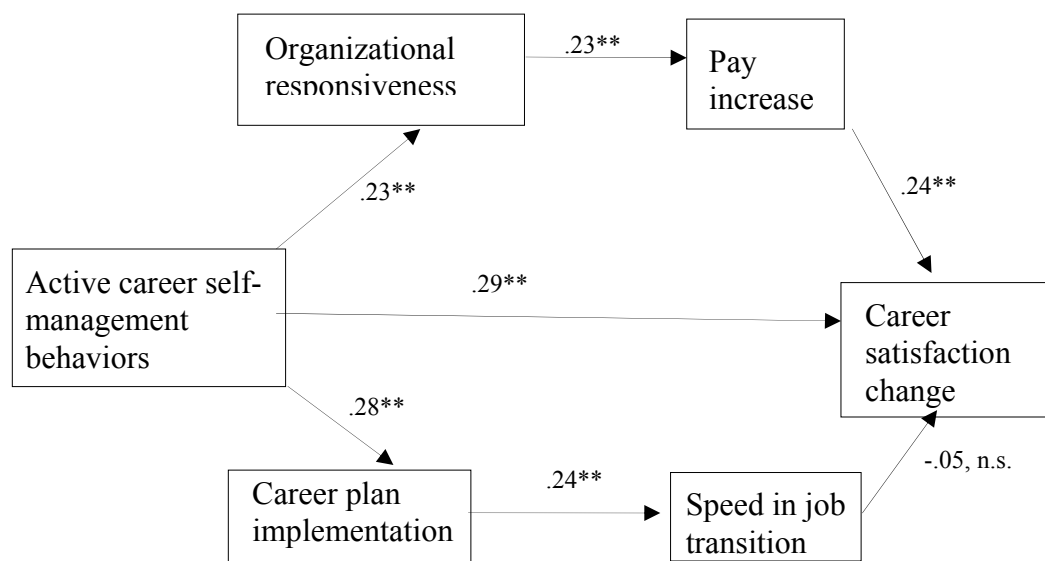 Organizational
responsiveness
.23**
Pay
increase
.23**
.24**
Active career self-
management
behaviors
.29**
Career
satisfaction
change
.28**
-.05, n.s.
Career plan
implementation
.24**
Speed in job
transition